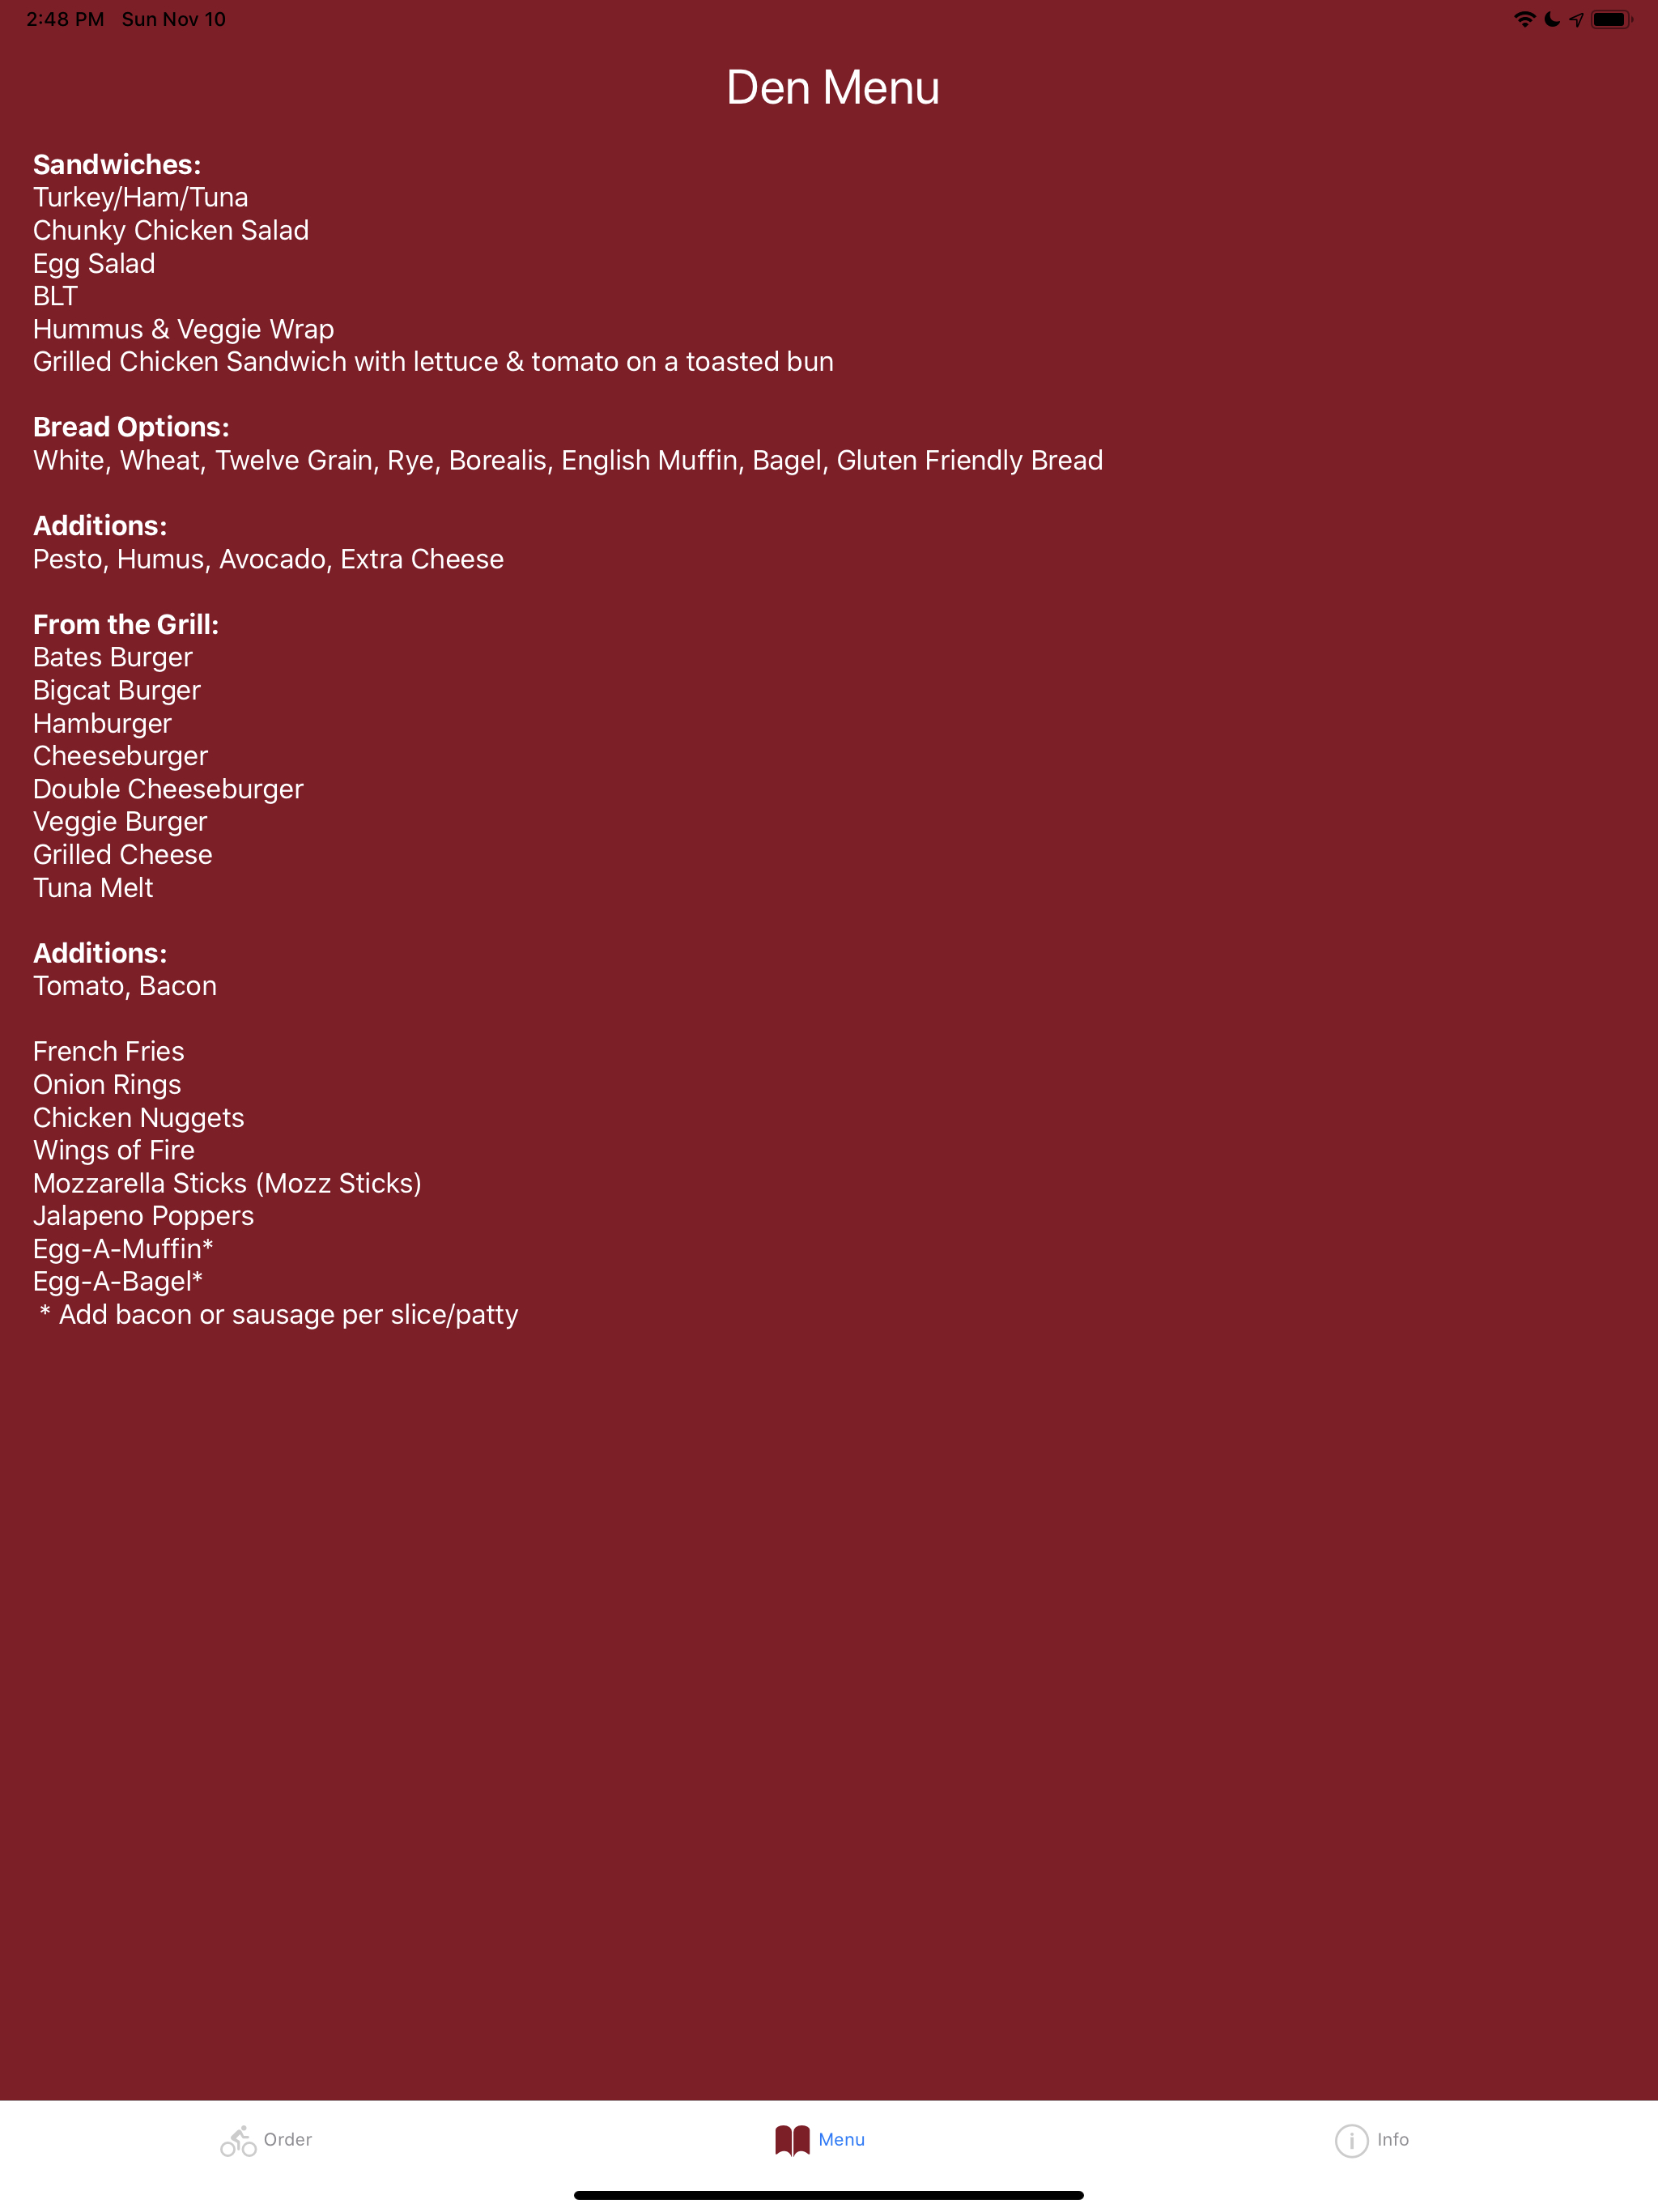 2:48 PM Sun Nov 10
Den Menu
Sandwiches:
Turkey/Ham/Tuna
Chunky Chicken Salad
Egg Salad
BLT
Hummus & Veggie Wrap
Grilled Chicken Sandwich with lettuce & tomato on a toasted bun
Bread Options:
White, Wheat, Twelve Grain, Rye, Borealis, English Muffin, Bagel, Gluten Friendly Bread
Additions:
Pesto, Humus, Avocado, Extra Cheese
From the Grill:
Bates Burger
Bigcat Burger
Hamburger
Cheeseburger
Double Cheeseburger
Veggie Burger
Grilled Cheese
Tuna Melt
Additions:
Tomato, Bacon
French Fries
Onion Rings
Chicken Nuggets
Wings of Fire
Mozzarella Sticks (Mozz Sticks)
Jalapeno Poppers
Egg-A-Muffin*
Egg-A-Bagel*
* Add bacon or sausage per slice/patty
Order
Menu
Info